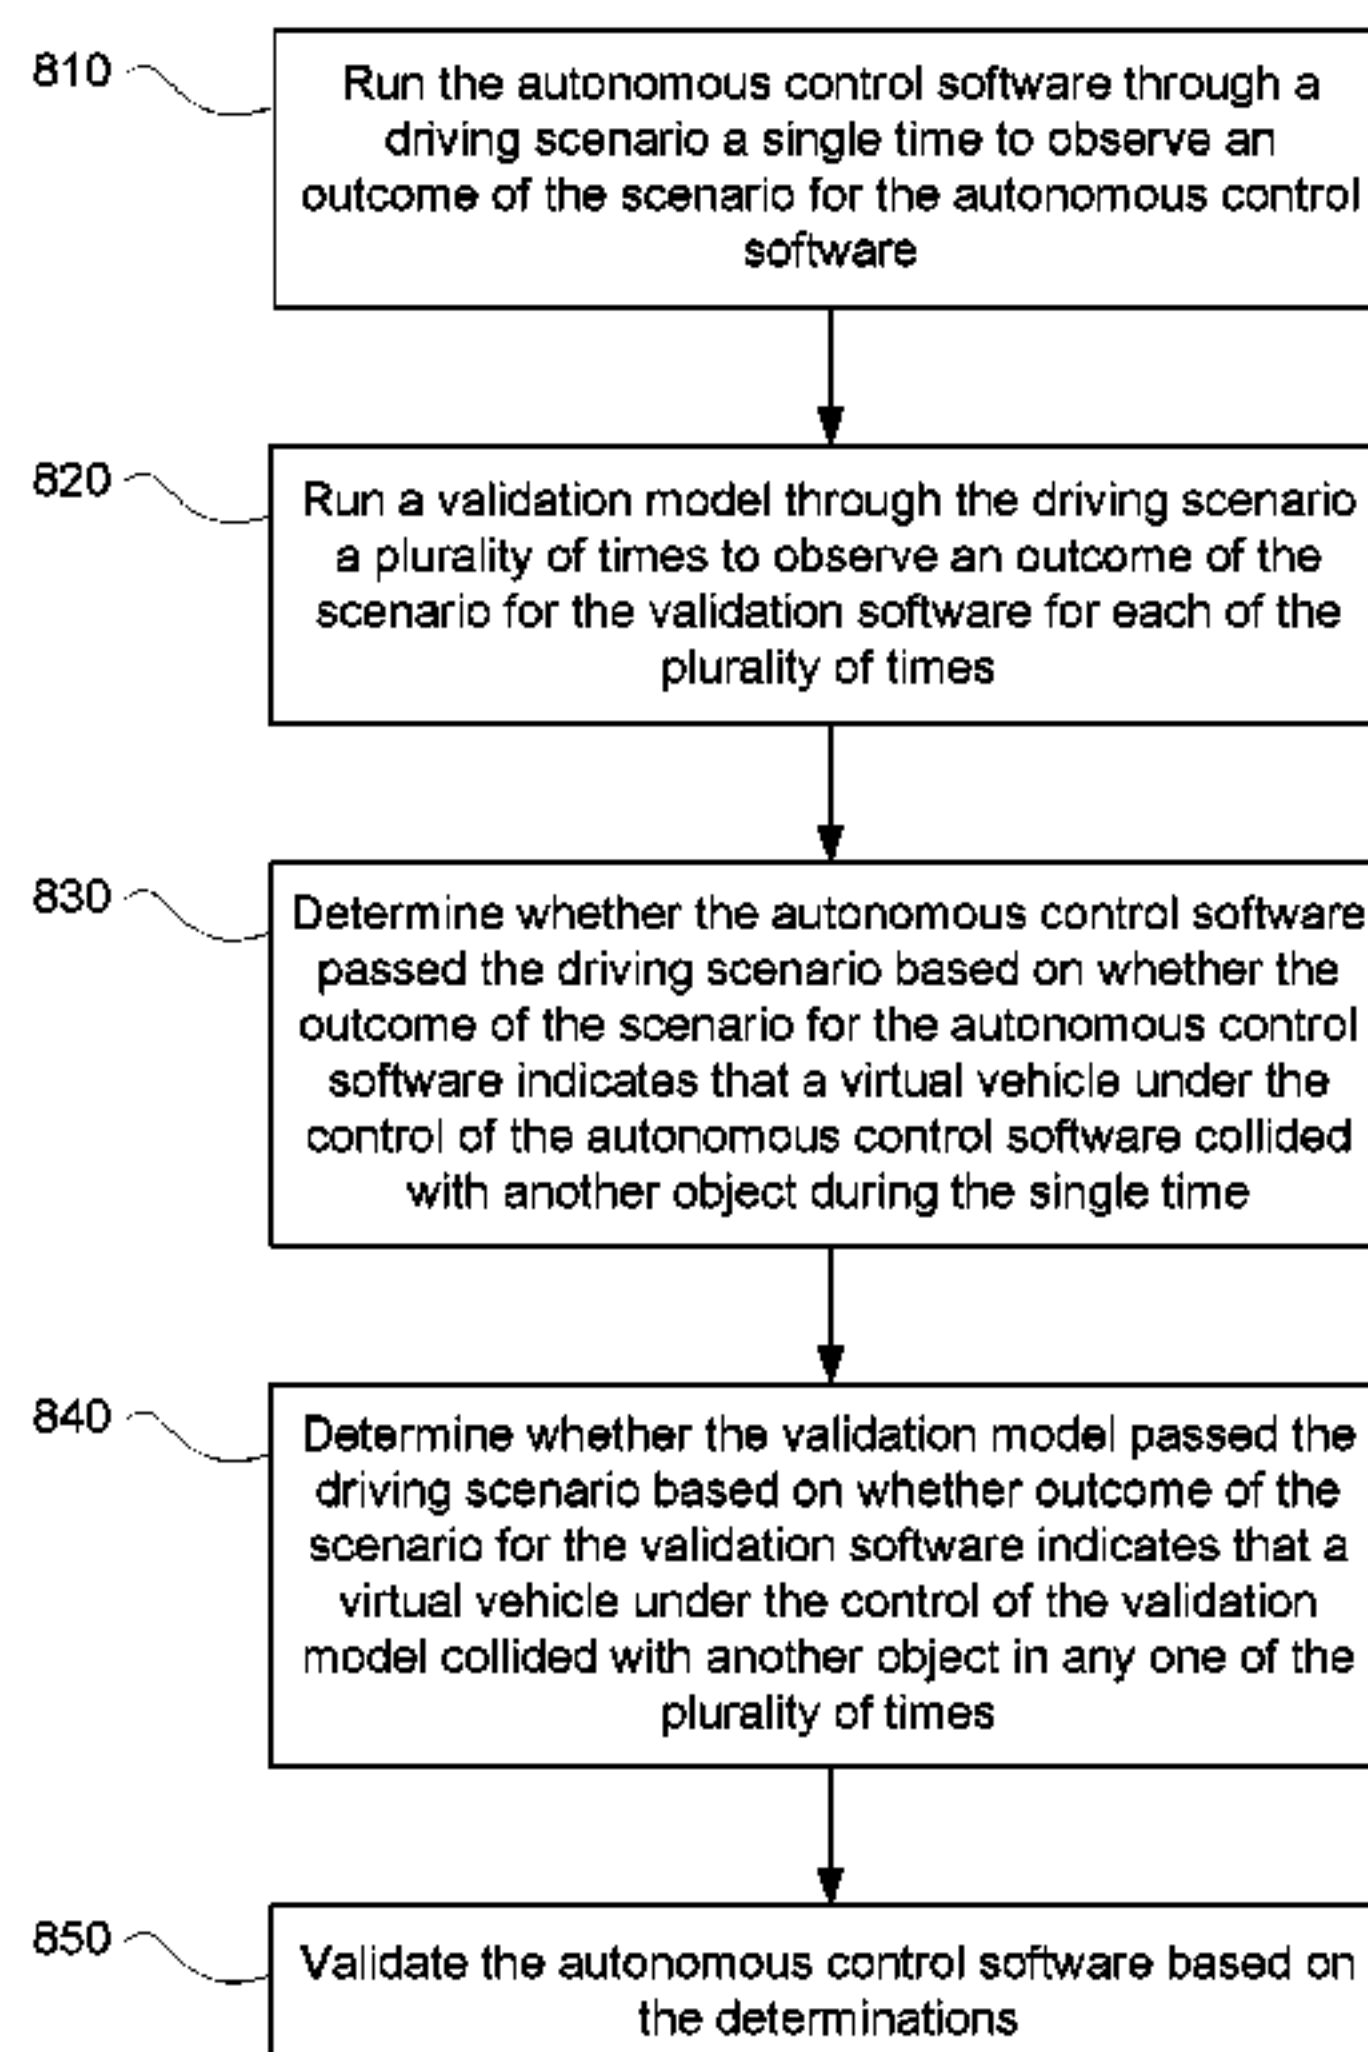 810
Run the autonomous control software through a
driving scenario a single time to observe an
outcome of the scenario for the autonomous control
software
820
Run a validation model through the driving scenario
a plurality of times to observe an outcome of the
scenario for the validation software for each of the
plurality of times
830
Determine whether the autonomous control software
passed the driving scenario based on whether the
outcome of the scenario for the autonomous control
software indicates that a virtual vehicle under the
control of the autonomous control software collided
with another object during the single time
840
Determine whether the validation model passed the
driving scenario based on whether outcome of the
scenario for the validation software indicates that a
virtual vehicle under the control of the validation
model collided with another object in any one of the
plurality of times
850
Validate the autonomous control software based on
the determinations